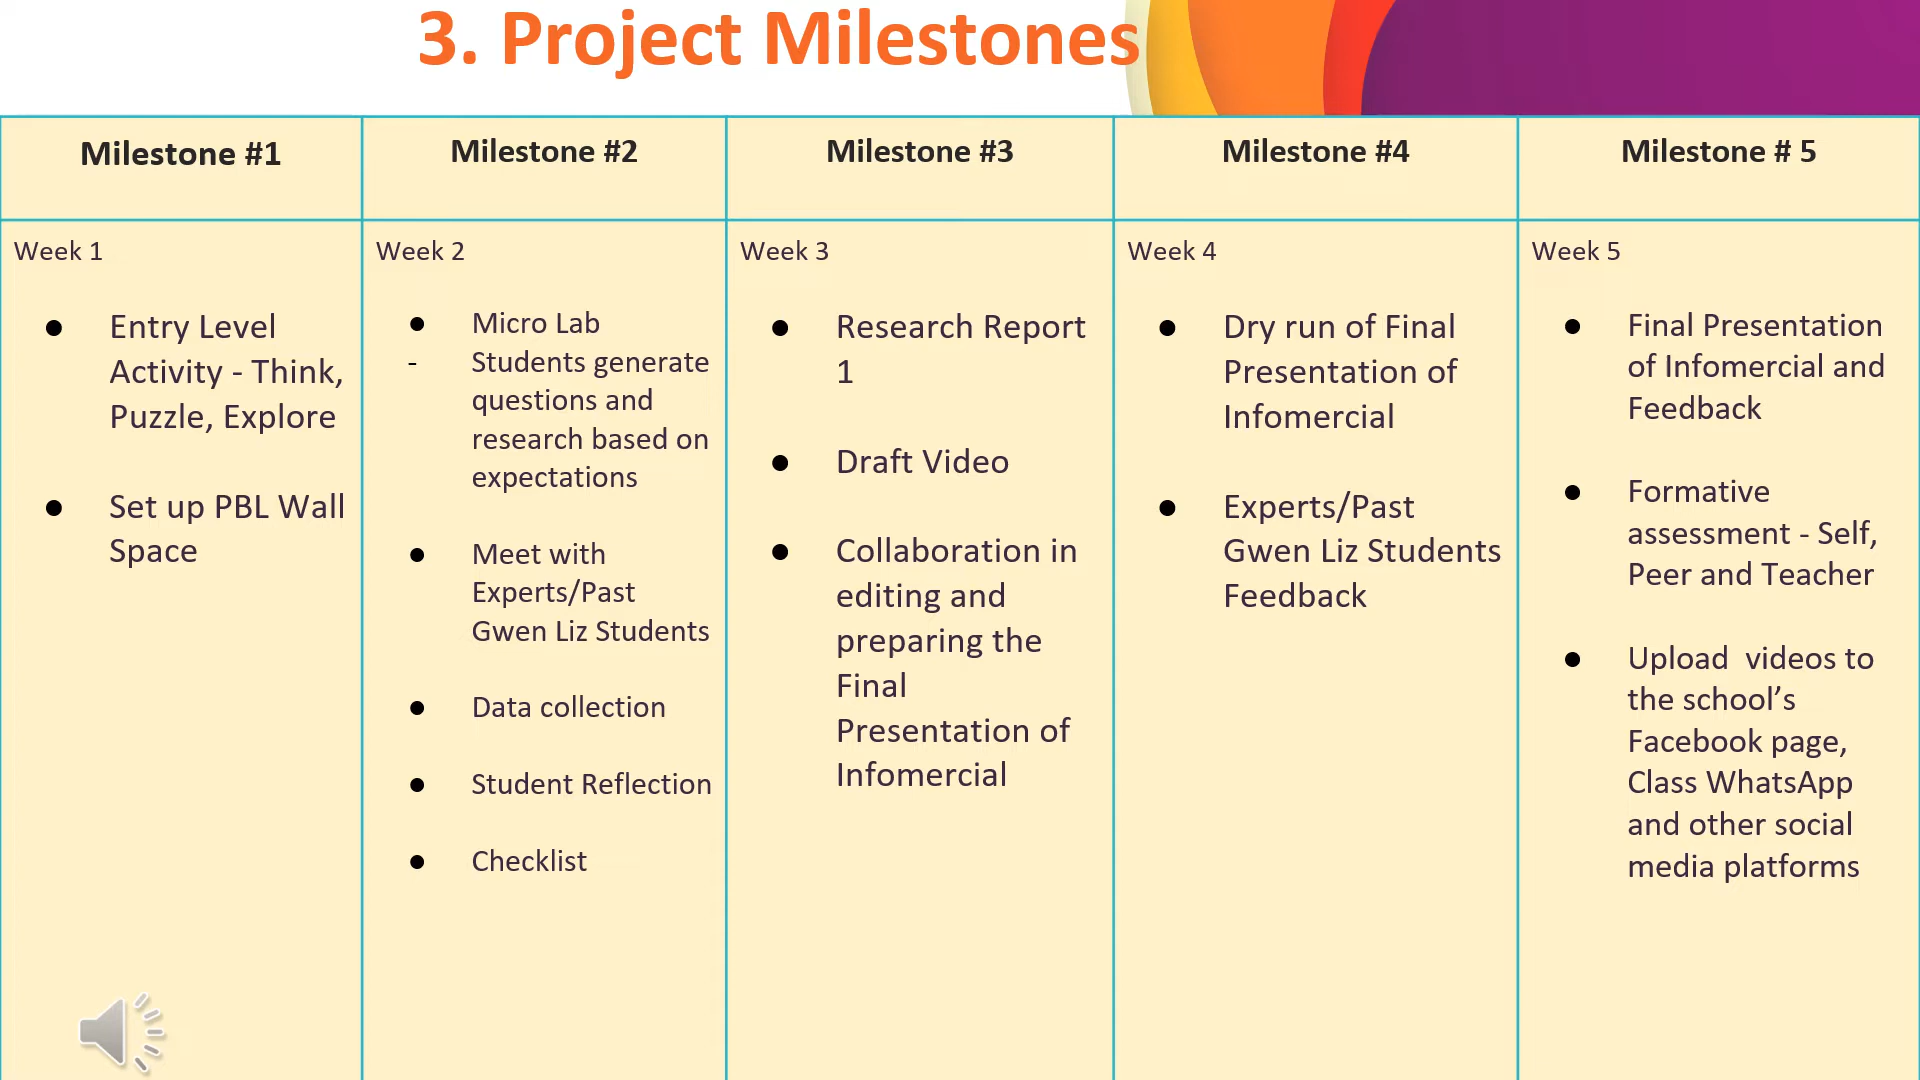 3. Project Milestones
Milestone #1
Milestone #2
Milestone #3
Milestone #4
Milestone # 5
Week 1
● Entry Level
Activity - Think,
Puzzle, Explore
● Set up PBL Wall
Space
Week 2
● Micro Lab
- Students generate
questions and
research based on
expectations
● Meet with
Experts/Past
Gwen Liz Students
● Data collection
● Student Reflection
● Checklist
Week 3
● Research Report
1
● Draft Video
● Collaboration in
editing and
preparing the
Final
Presentation of
Infomercial
Week 4
● Dry run of Final
Presentation of
Infomercial
● Experts/Past
Gwen Liz Students
Feedback
Week 5
● Final Presentation
of Infomercial and
Feedback
● Formative
assessment - Self,
Peer and Teacher
● Upload  videos to
the school’s
Facebook page,
Class WhatsApp
and other social
media platforms